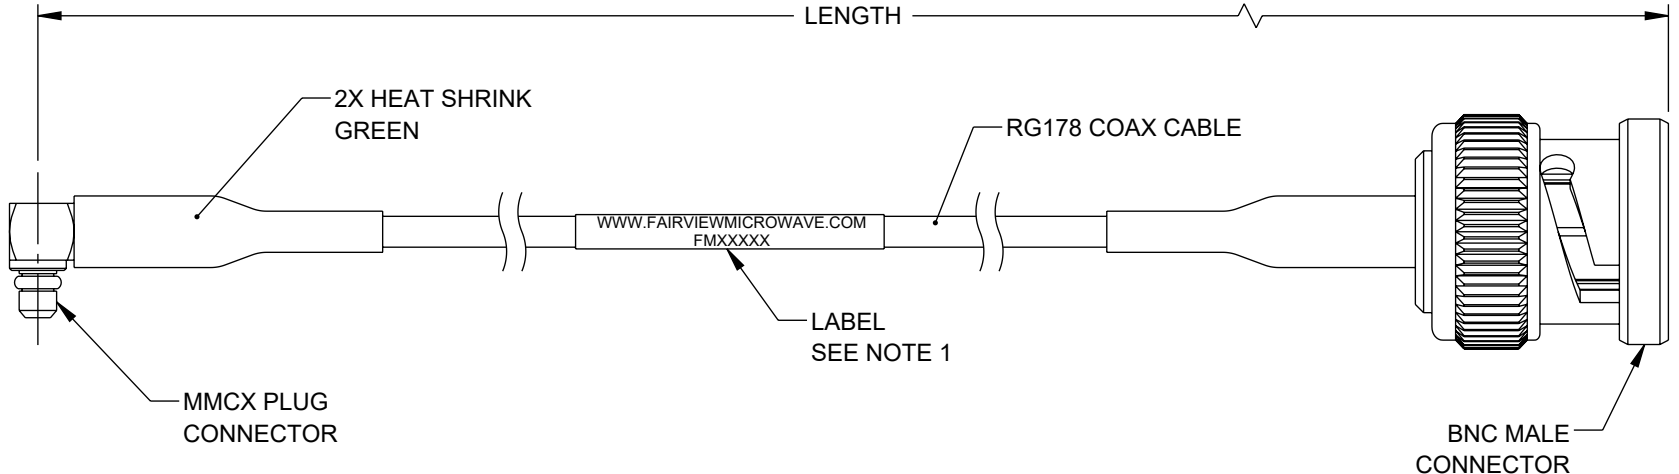 LENGTH
2X HEAT SHRINK
GREEN
RG178 COAX CABLE
WWW.FAIRVIEWMICROWAVE.COM
FMXXXXX
LABEL
SEE NOTE 1
MMCX PLUG
CONNECTOR
BNC MALE
CONNECTOR